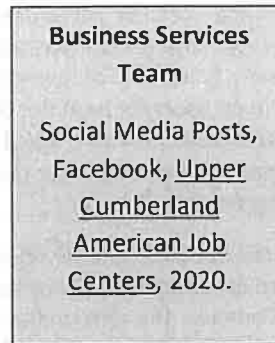 Business Services
Team
Social Media Posts,
Facebook, Upper
Cumberland
American Job
Centers, 2020.